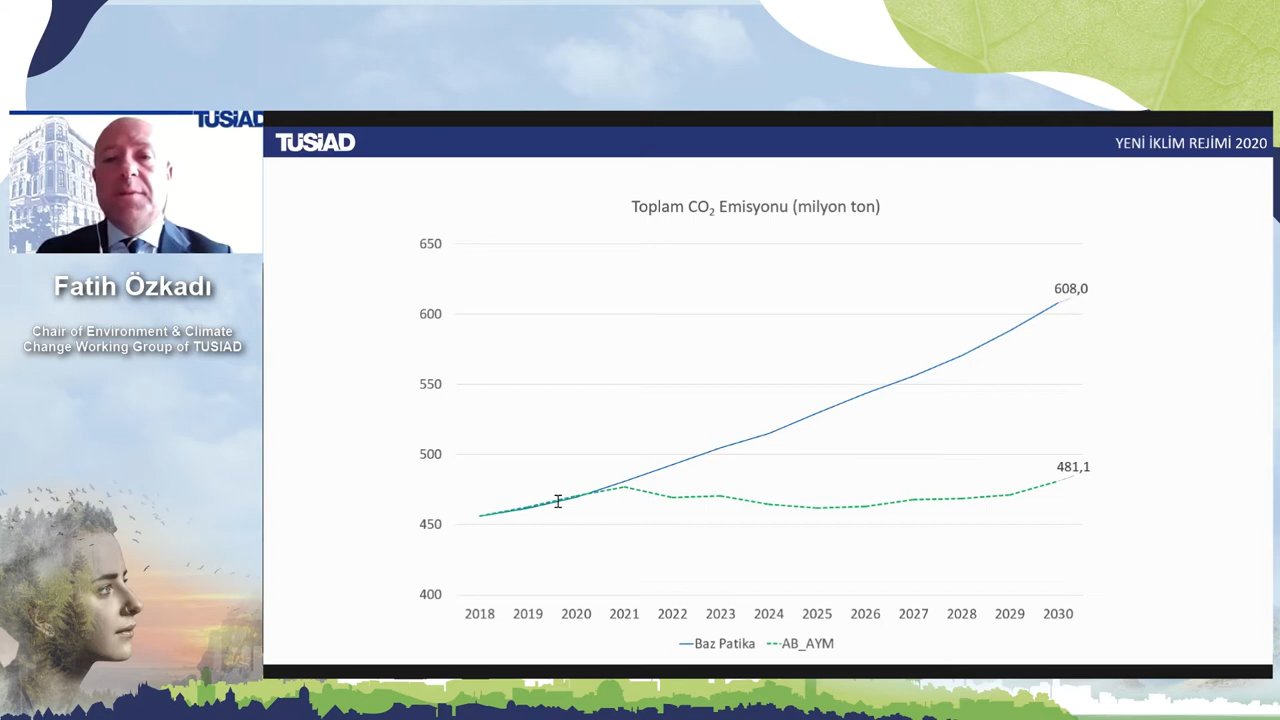 TUSiAD
TUSiAD
YENİ İKLİM REJİMİ 2020
Fatih Özkadı
Chair of Environment & Climate
Change Working Group of TUSIAD
Toplam CO₂ Emisyonu (milyon ton)
650
600
550
500
450
400
608,0
481,1
2018 2019 2020 2021 2022 2023 2024 2025 2026 2027 2028 2029 2030
Baz Patika AB_AYM